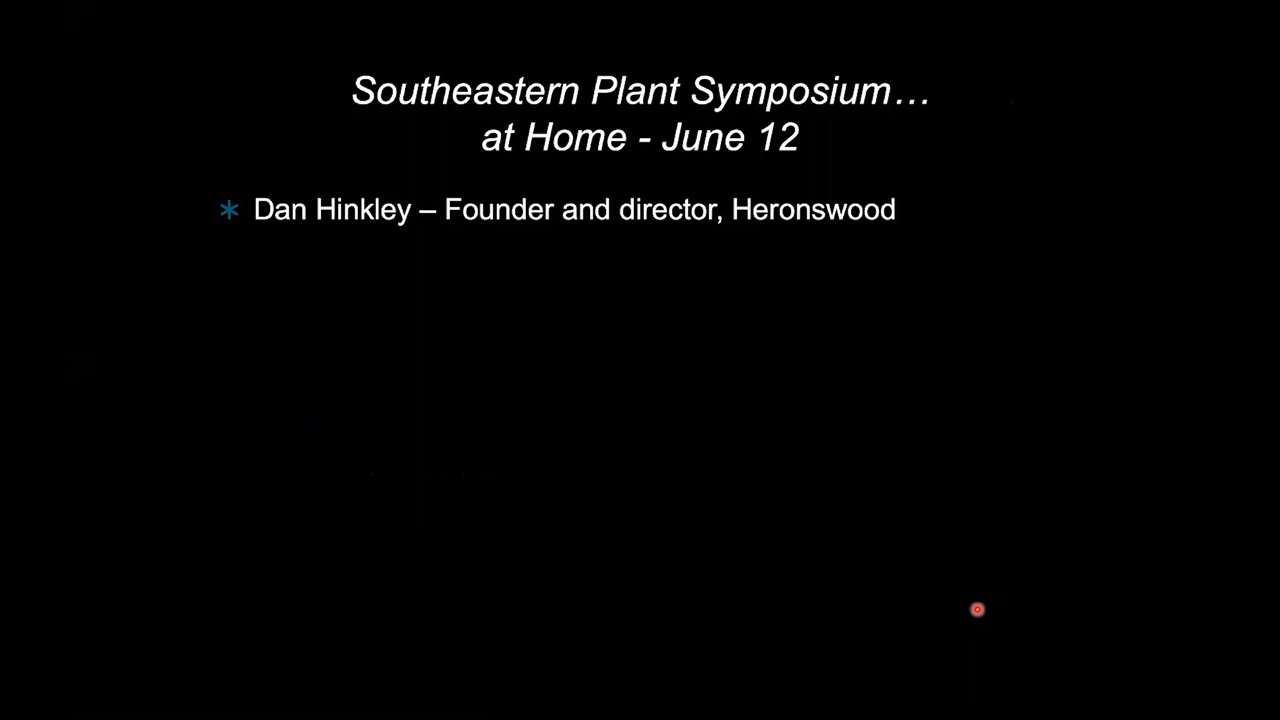 Southeastern Plant Symposium…
at Home - June 12
* Dan Hinkley – Founder and director, Heronswood